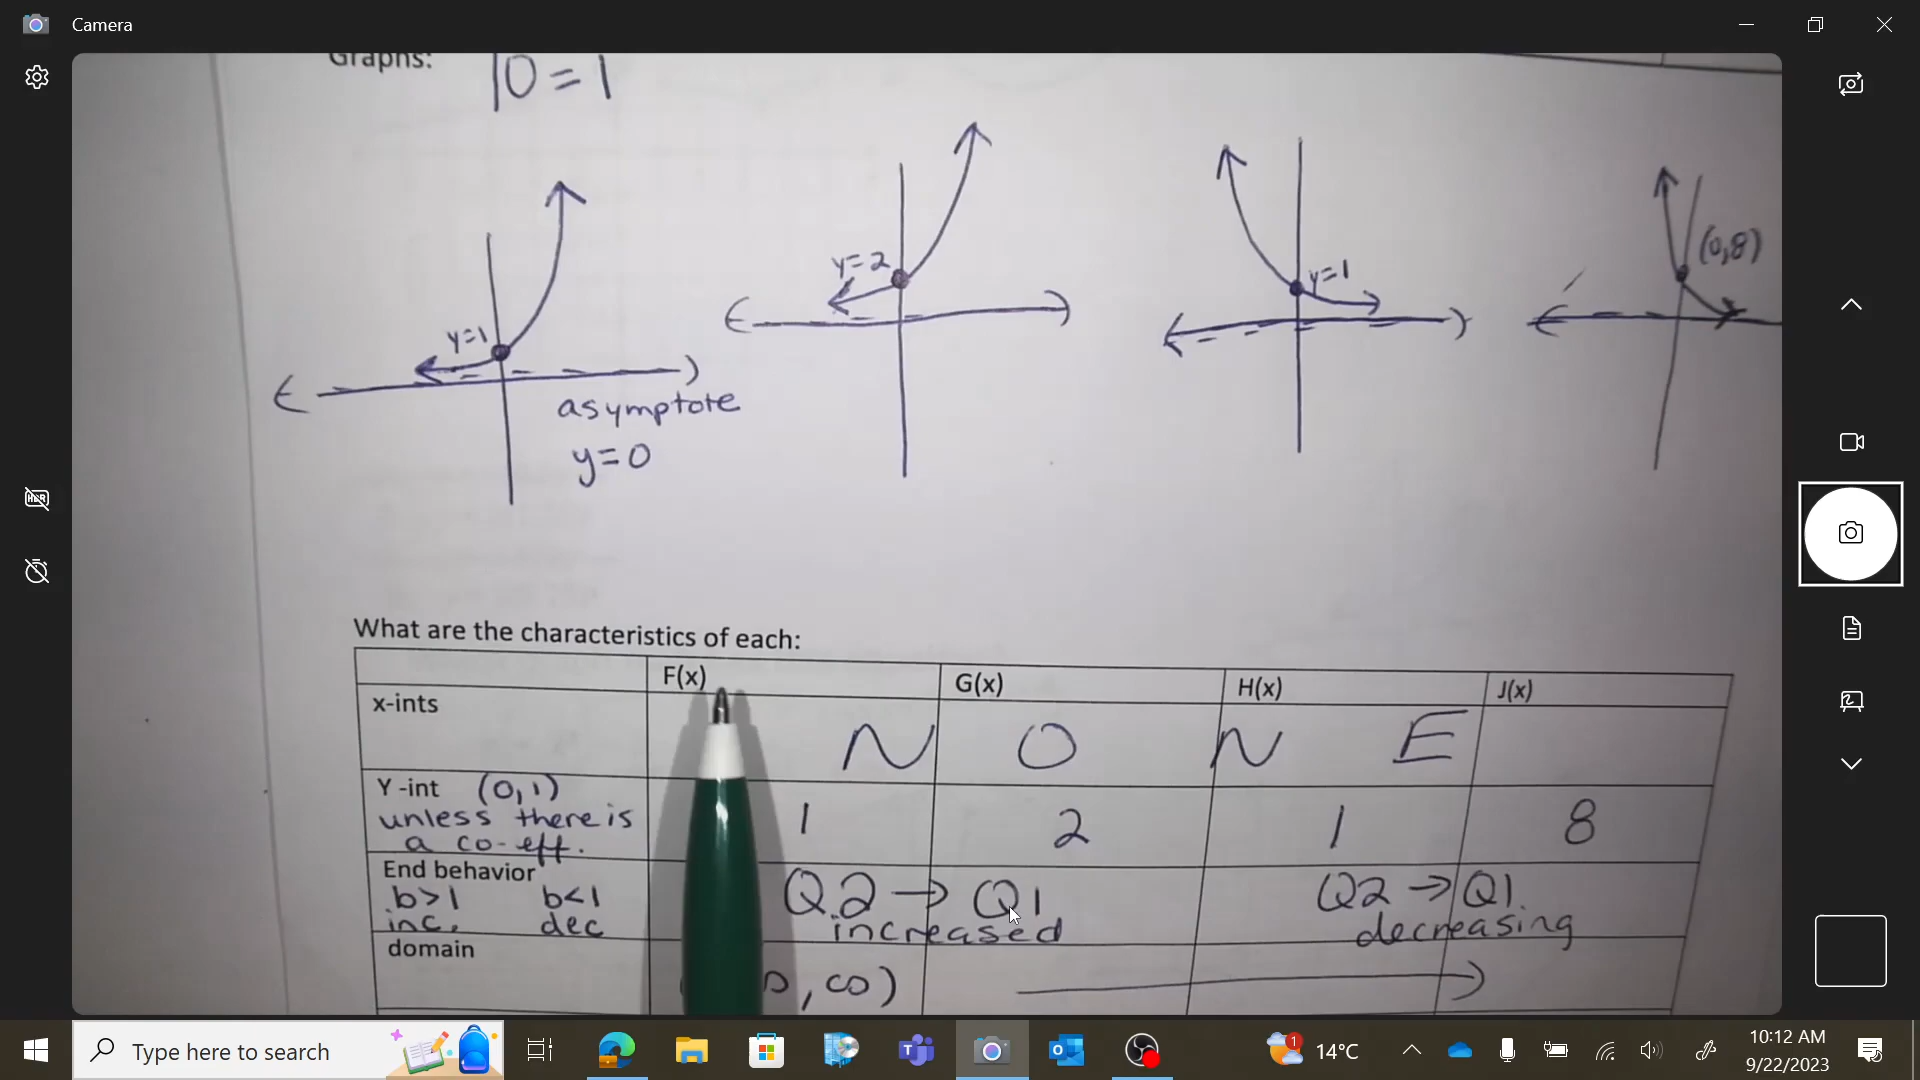 Camera
Graphs:
10 = 1
y=1
asymptote
y=0
y=2
y=1
(0,8)
What are the characteristics of each:
F(x) G(x) H(x) J(x)
x-ints N O N E
Y -int (0,1) 1 2 1 8
unless there is
a co-eff.
End behavior Q2 → Q1 Q2 → Q1
b>1 b<1 increased decreasing
inc. dec
domain , ∞) →
Type here to search
1
14°C
10:12 AM
9/22/2023